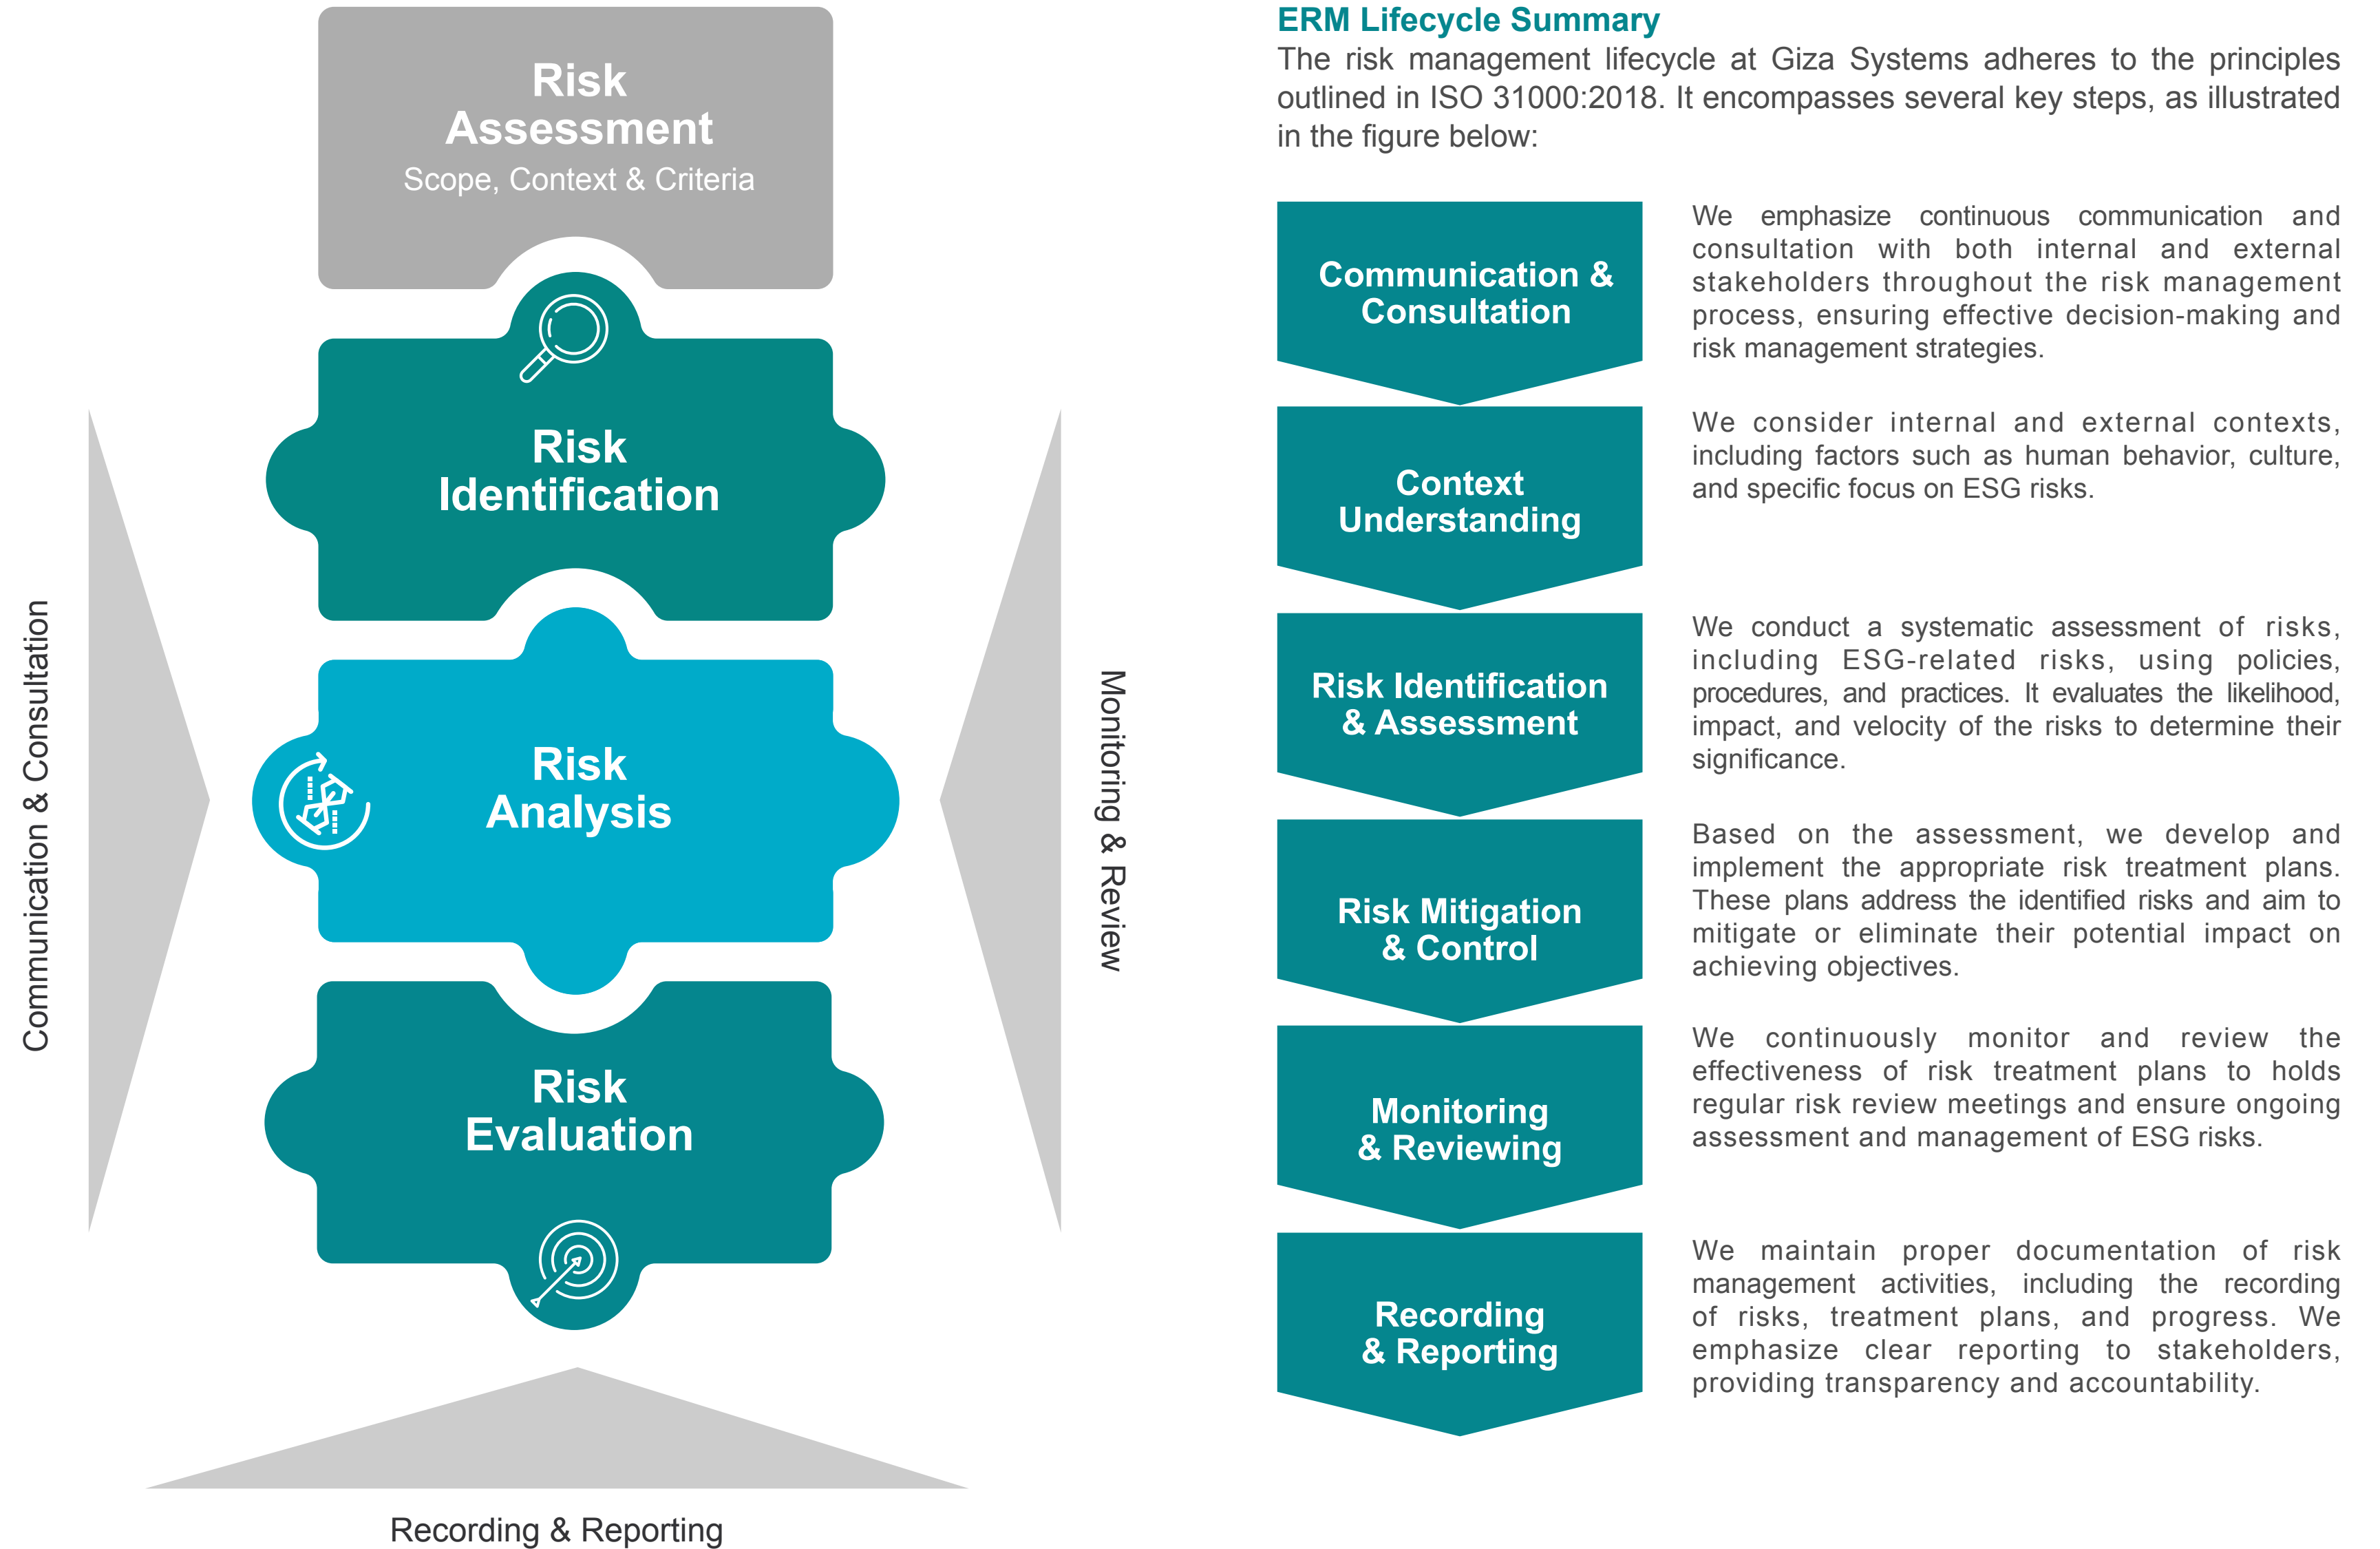 Risk
Assessment
Scope, Context & Criteria
Risk
Identification
Risk
Analysis
Risk
Evaluation
Communication & Consultation
Monitoring & Review
Recording & Reporting
ERM Lifecycle Summary
The risk management lifecycle at Giza Systems adheres to the principles
outlined in ISO 31000:2018. It encompasses several key steps, as illustrated
in the figure below:
Communication &
Consultation
We emphasize continuous communication and
consultation with both internal and external
stakeholders throughout the risk management
process, ensuring effective decision-making and
risk management strategies.
Context
Understanding
We consider internal and external contexts,
including factors such as human behavior, culture,
and specific focus on ESG risks.
Risk Identification
& Assessment
We conduct a systematic assessment of risks,
including ESG-related risks, using policies,
procedures, and practices. It evaluates the likelihood,
impact, and velocity of the risks to determine their
significance.
Risk Mitigation
& Control
Based on the assessment, we develop and
implement the appropriate risk treatment plans.
These plans address the identified risks and aim to
mitigate or eliminate their potential impact on
achieving objectives.
Monitoring
& Reviewing
We continuously monitor and review the
effectiveness of risk treatment plans to holds
regular risk review meetings and ensure ongoing
assessment and management of ESG risks.
Recording
& Reporting
We maintain proper documentation of risk
management activities, including the recording
of risks, treatment plans, and progress. We
emphasize clear reporting to stakeholders,
providing transparency and accountability.